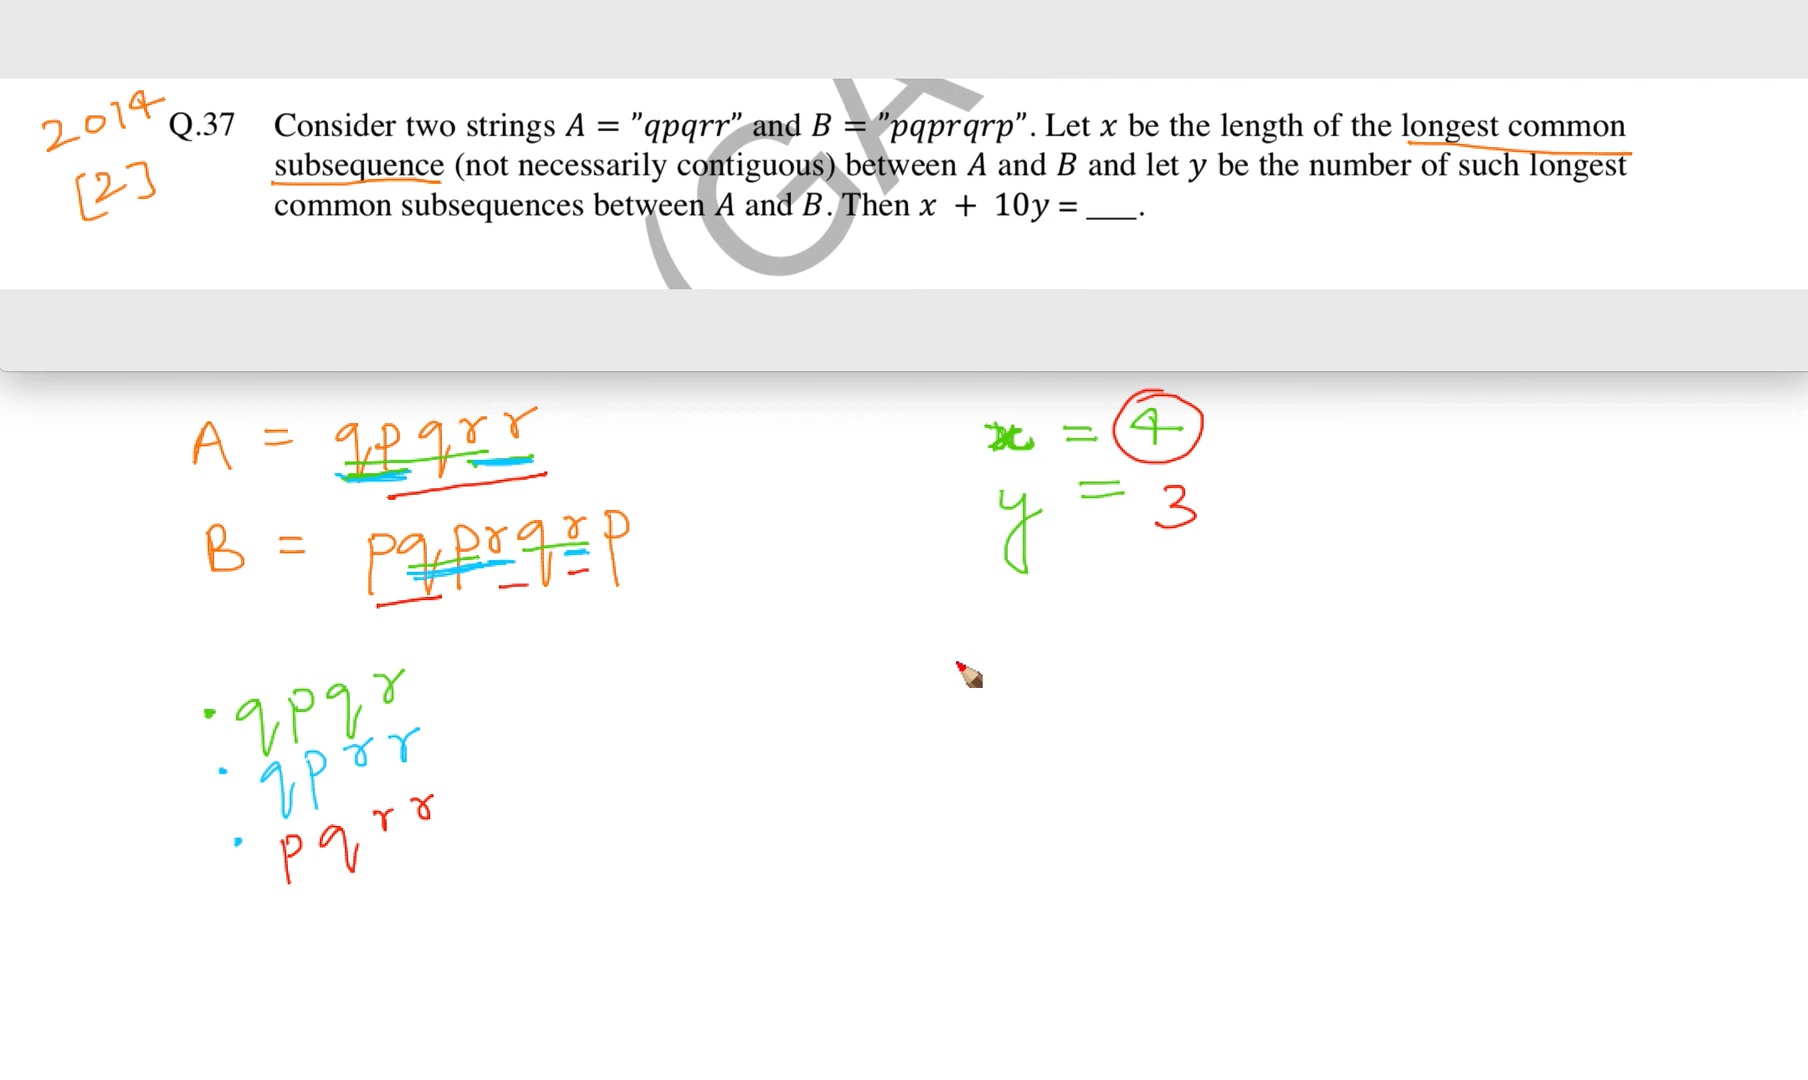 2014
[2]
Q.37 Consider two strings A = "qpqrr" and B = "pqprqrp". Let x be the length of the longest common
subsequence (not necessarily contiguous) between A and B and let y be the number of such longest
common subsequences between A and B. Then x + 10y = ___.
(GA
A = qpqrr
B = pqprqrp
x = 4
y = 3
· qpqr
· qprr
· pqrr